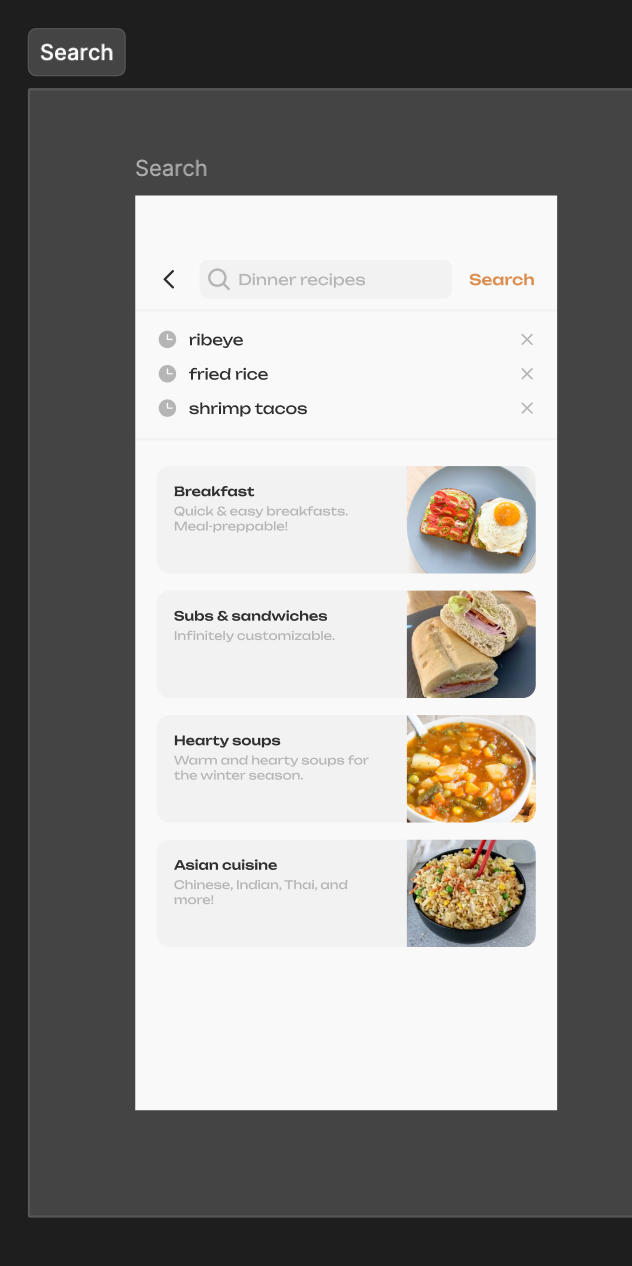 Search
Search
Dinner recipes
Search
ribeye
fried rice
shrimp tacos
Breakfast
Quick & easy breakfasts.
Meal-preppable!
Subs & sandwiches
Infinitely customizable.
Hearty soups
Warm and hearty soups for
the winter season.
Asian cuisine
Chinese, Indian, Thai, and
more!